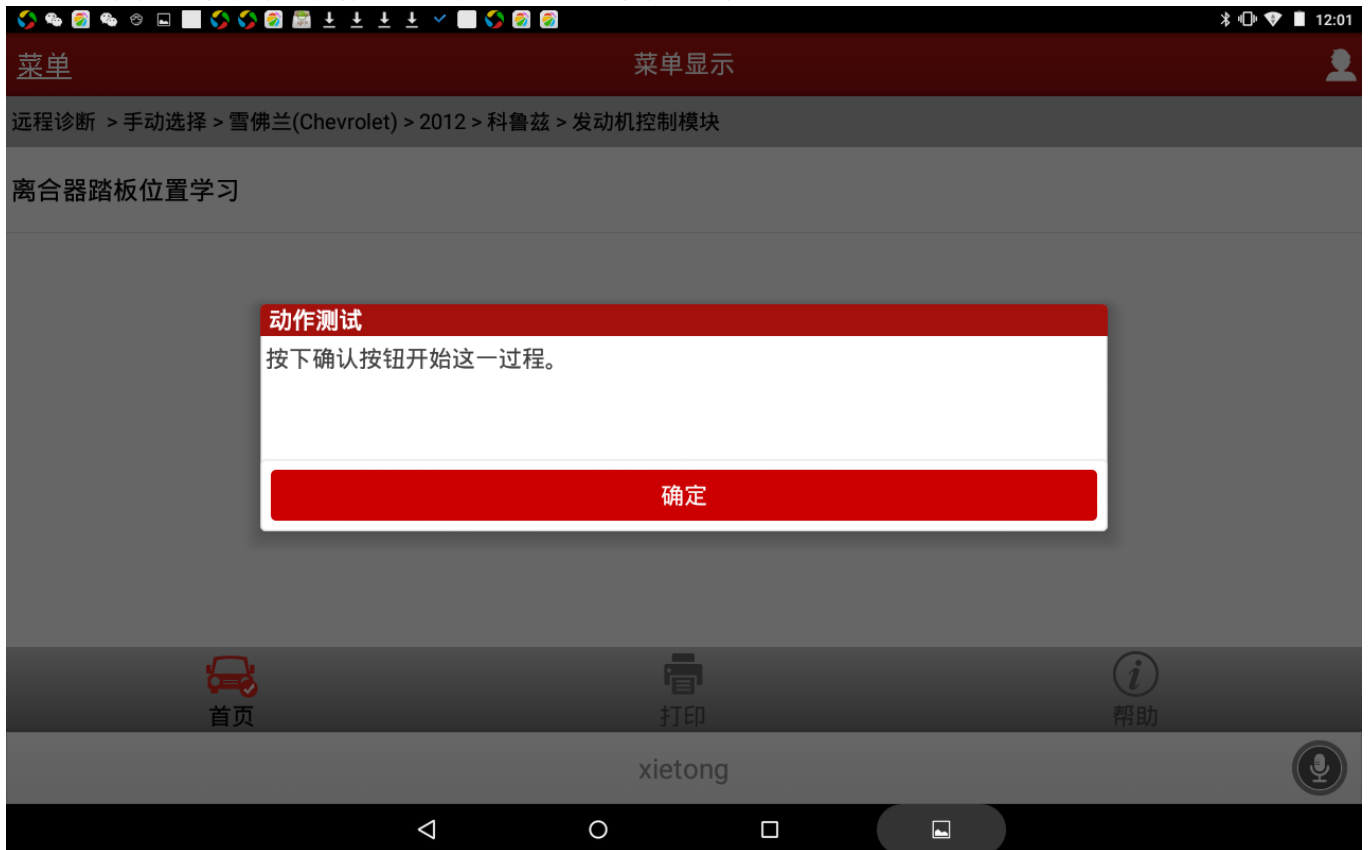 12:01
菜单
菜单显示
远程诊断 > 手动选择 > 雪佛兰(Chevrolet) > 2012 > 科鲁兹 > 发动机控制模块
离合器踏板位置学习
动作测试
按下确认按钮开始这一过程。
确定
首页
打印
帮助
xietong